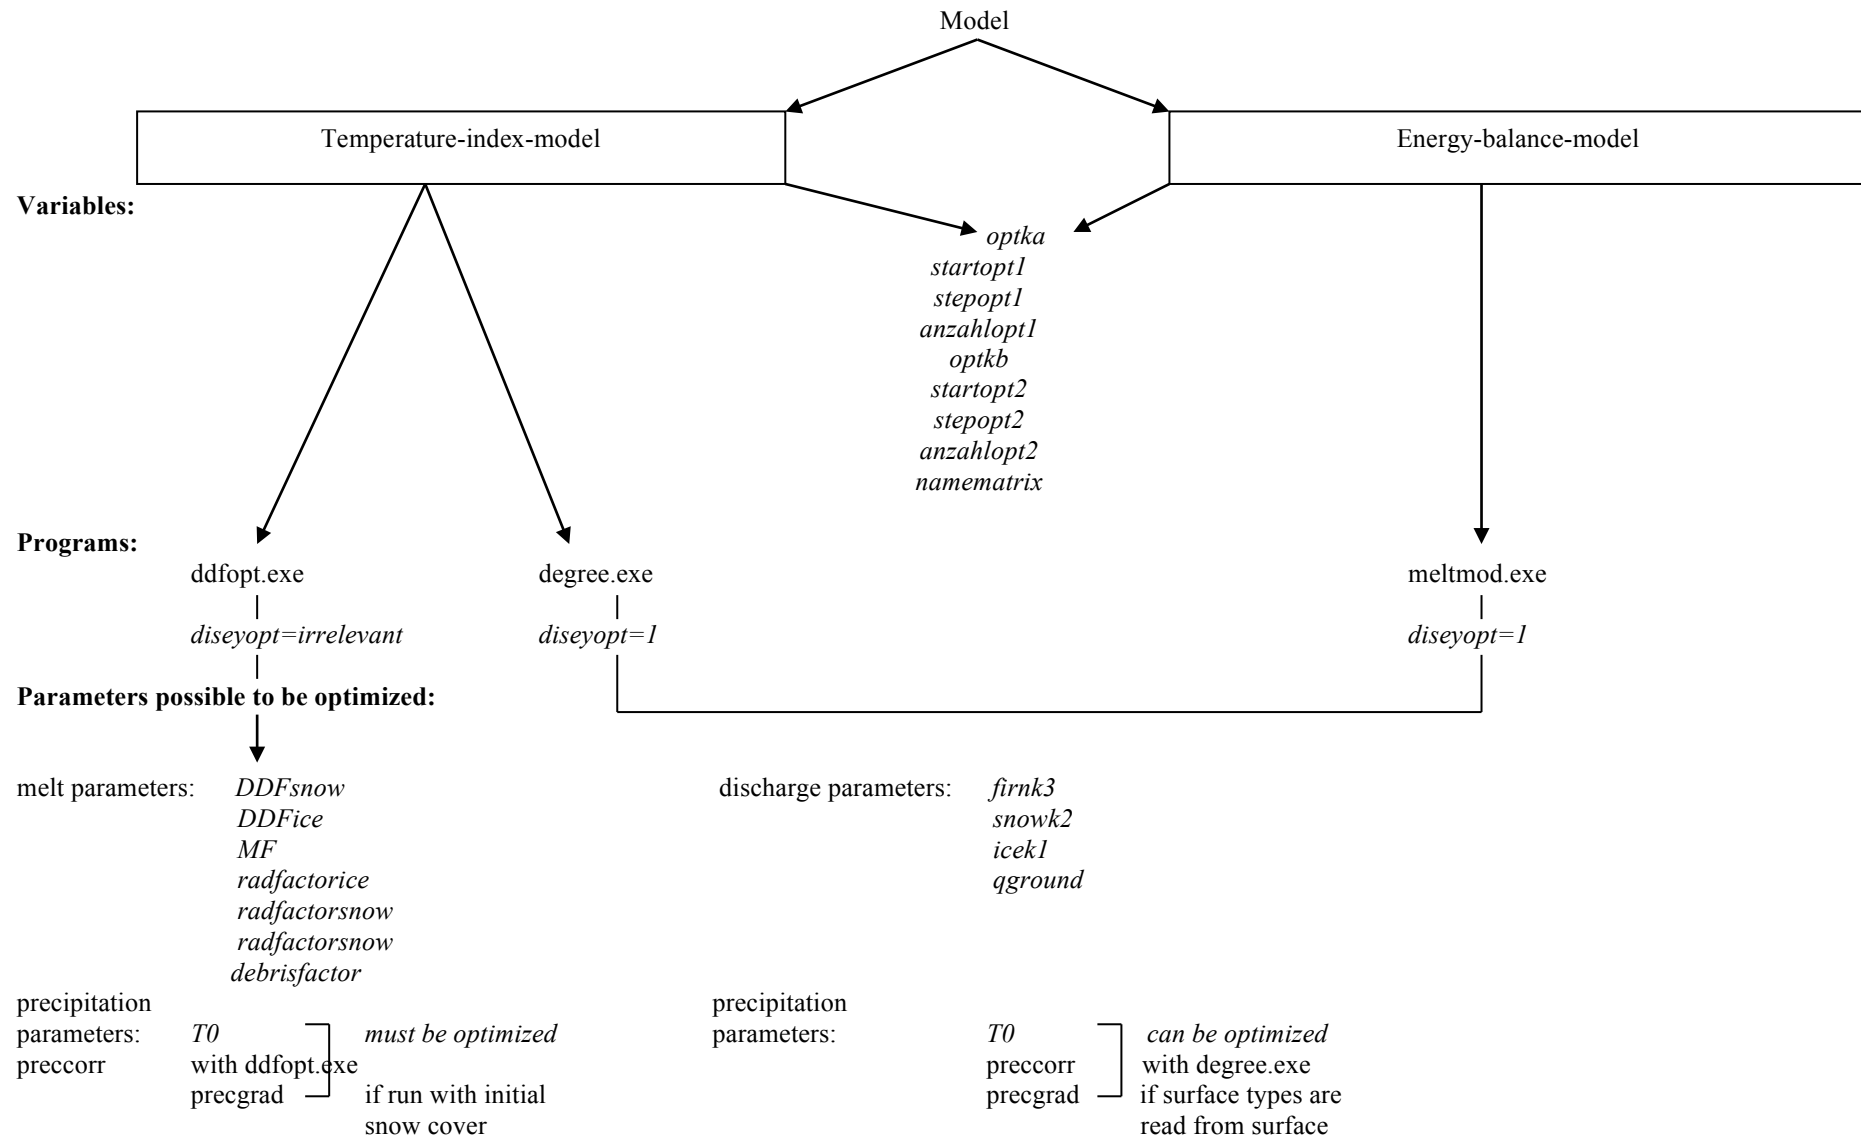 Model
Temperature-index-model Energy-balance-model
Variables:
optka
startopt1
stepopt1
anzahlopt1
optkb
startopt2
stepopt2
anzahlopt2
namematrix
Programs:
ddfopt.exe degree.exe meltmod.exe
diseyopt=irrelevant diseyopt=1 diseyopt=1
Parameters possible to be optimized:
melt parameters: DDFsnow discharge parameters: firnk3
DDFice snowk2
MF icek1
radfactorice qground
radfactorsnow
radfactorsnow
debrisfactor
precipitation precipitation
parameters: T0 must be optimized parameters: T0 can be optimized
preccorr with ddfopt.exe preccorr with degree.exe
precgrad if run with initial precgrad if surface types are
snow cover read from surface